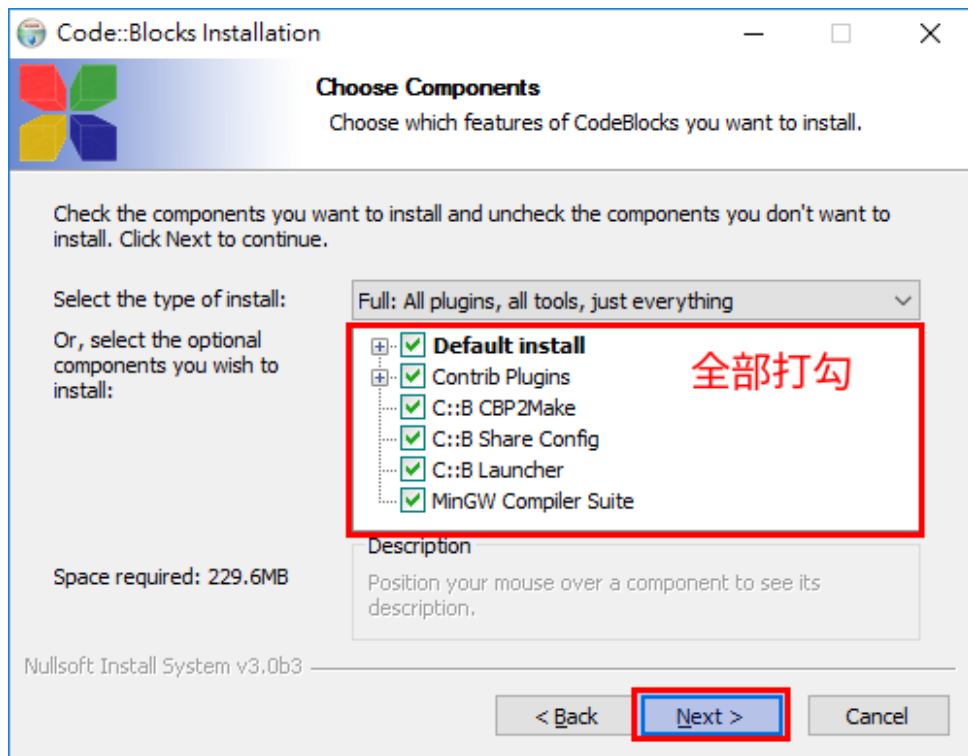 Code::Blocks Installation
Choose Components
Choose which features of CodeBlocks you want to install.
Check the components you want to install and uncheck the components you don't want to
install. Click Next to continue.
Select the type of install:
Full: All plugins, all tools, just everything
Or, select the optional
components you wish to
install:
Default install
Contrib Plugins
C::B CBP2Make
C::B Share Config
C::B Launcher
MinGW Compiler Suite
全部打勾
Space required: 229.6MB
Description
Position your mouse over a component to see its
description.
Nullsoft Install System v3.0b3
< Back
Next >
Cancel